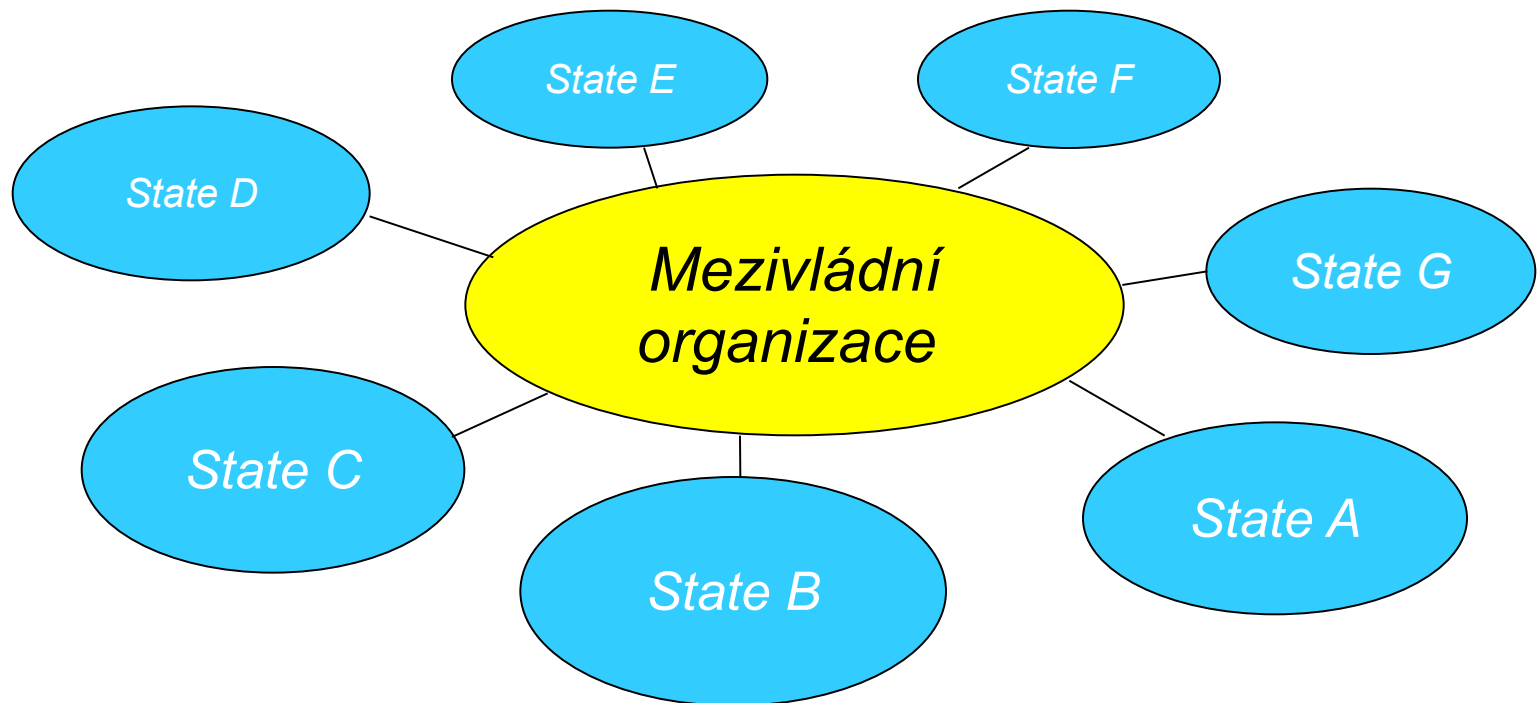 State E
State F
State D
Mezivládní
organizace
State G
State C
State A
State B